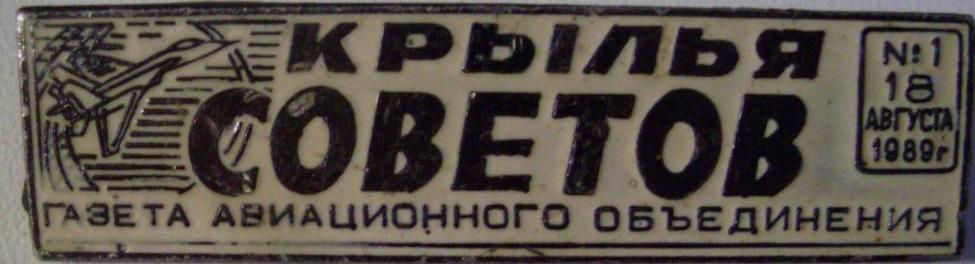 КРЫЛЬЯ
СОВЕТОВ
№1
18
АВГУСТА
1989г
ГАЗЕТА АВИАЦИОННОГО ОБЪЕДИНЕНИЯ